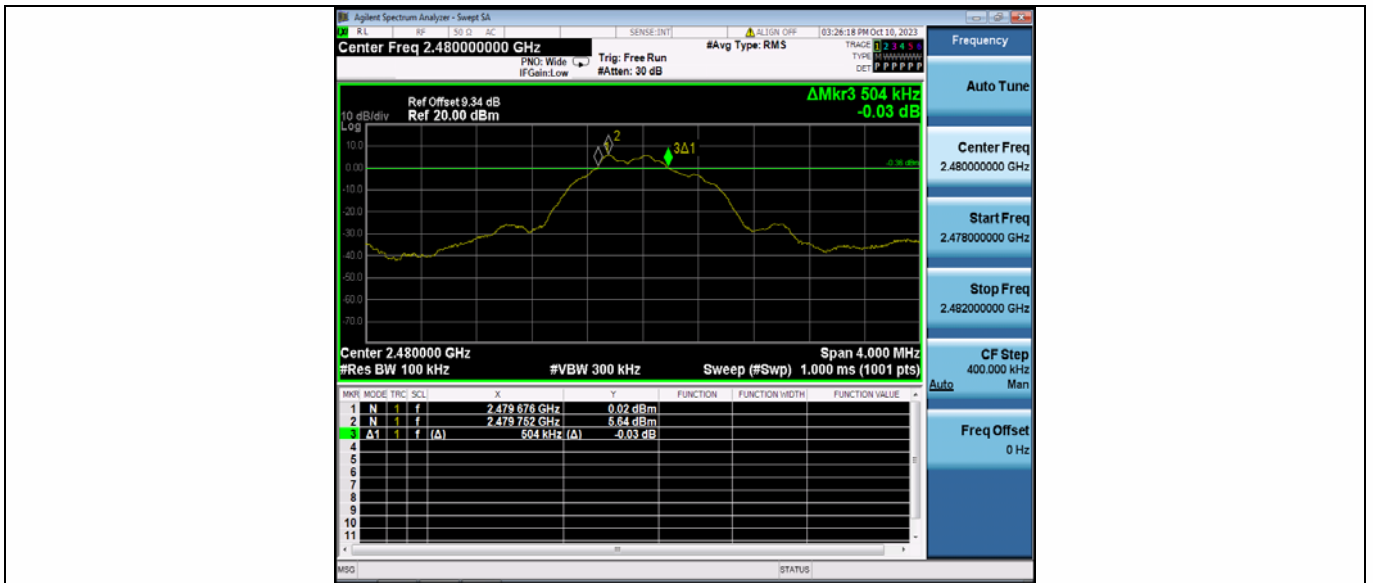 Agilent Spectrum Analyzer - Swept SA
RL RF 50 Ω AC SENSE:INT ALIGN OFF 03:26:18 PM Oct 10, 2023
Center Freq 2.480000000 GHz
PNO: Wide
IFGain:Low
Trig: Free Run
#Atten: 30 dB
#Avg Type: RMS
TRACE 1 2 3 4 5 6
TYPE M WWWWW
DET P P P P P P
ΔMkr3 504 kHz
-0.03 dB
Ref Offset 9.34 dB
10 dB/div Ref 20.00 dBm
Log
2
1
3Δ1
10.0
0.00
-0.36 dBm
-10.0
-20.0
-30.0
-40.0
-50.0
-60.0
-70.0
Center 2.480000 GHz Span 4.000 MHz
#Res BW 100 kHz #VBW 300 kHz Sweep (#Swp) 1.000 ms (1001 pts)
MKR MODE TRC SCL X Y FUNCTION FUNCTION WIDTH FUNCTION VALUE
1 N 1 f 2.479 676 GHz 0.02 dBm
2 N 1 f 2.479 752 GHz 5.64 dBm
3 Δ1 1 f (Δ) 504 kHz (Δ) -0.03 dB
4
5
6
7
8
9
10
11
MSG STATUS
Frequency
Auto Tune
Center Freq
2.480000000 GHz
Start Freq
2.478000000 GHz
Stop Freq
2.482000000 GHz
CF Step
400.000 kHz
Auto Man
Freq Offset
0 Hz